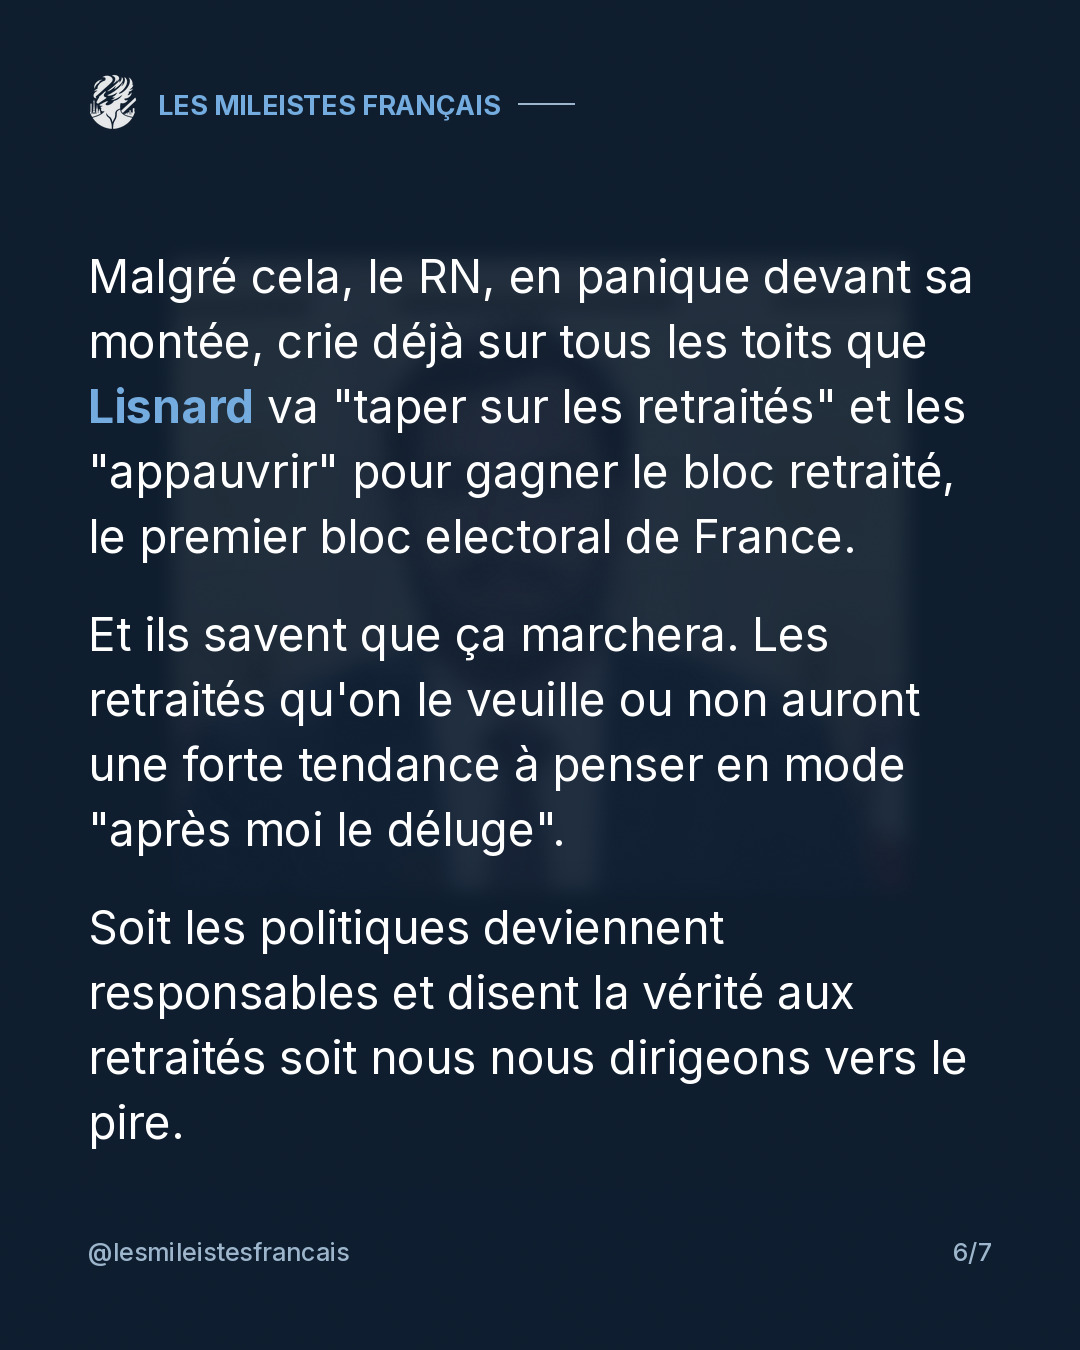 LES MILEISTES FRANÇAIS
Malgré cela, le RN, en panique devant sa
montée, crie déjà sur tous les toits que
Lisnard va "taper sur les retraités" et les
"appauvrir" pour gagner le bloc retraité,
le premier bloc electoral de France.
Et ils savent que ça marchera. Les
retraités qu'on le veuille ou non auront
une forte tendance à penser en mode
"après moi le déluge".
Soit les politiques deviennent
responsables et disent la vérité aux
retraités soit nous nous dirigeons vers le
pire.
@lesmileistesfrancais
6/7